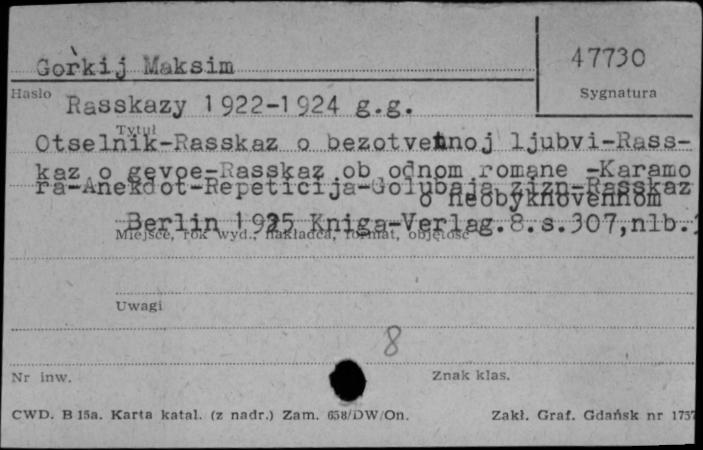 Gorkij Maksim
47730
Hasło
Sygnatura
Rasskazy 1922-1924 g.g.
Tytuł
Otselnik-Rasskaz o bezotvetnoj ljubvi-Rass-
kaz o gevoe-Rasskaz ob odnom romane -Karamo
ra-Anekdot-Repeticija-Golubaja zizn-Rasskaz
o neobyknovennom
Berlin 1925 Kniga-Verlag.8.s.307,nlb.
Miejsce, rok wyd., nakładca, format, objętość
Uwagi
8
Nr inw.
Znak klas.
CWD. B 15a. Karta katal. (z nadr.) Zam. 658/DW/On.
Zakł. Graf. Gdańsk nr 1757